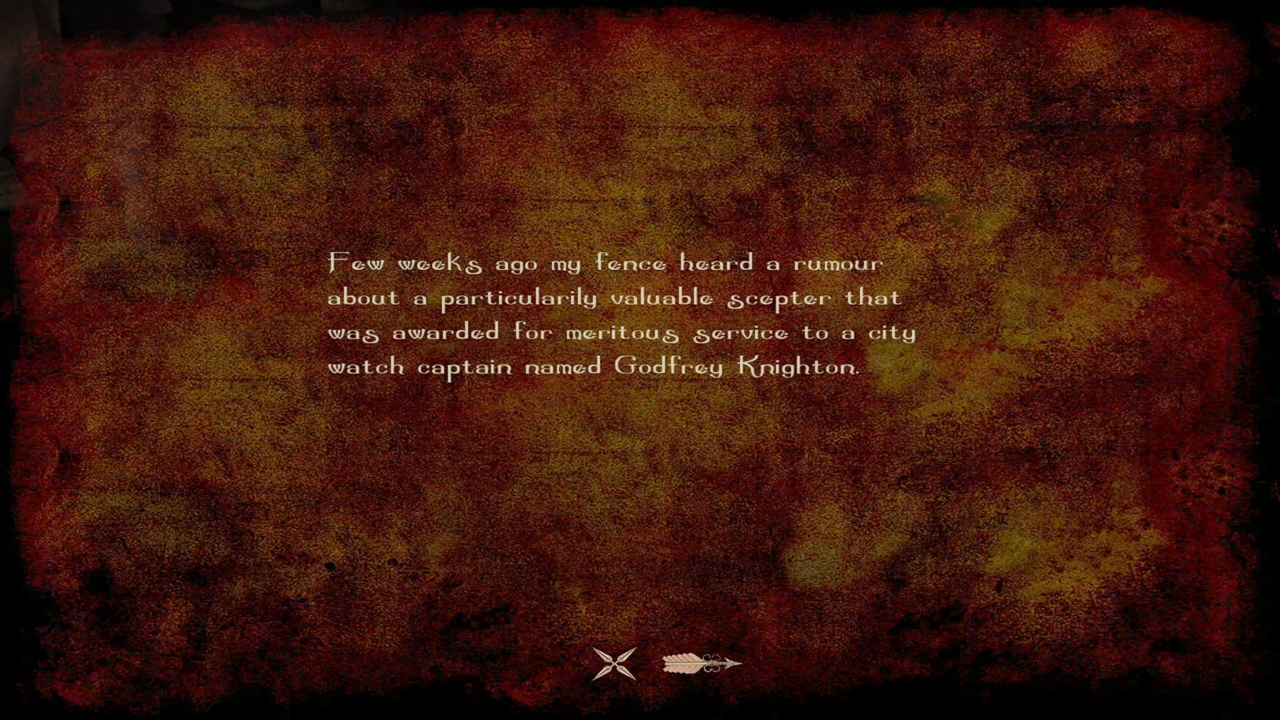 Few weeks ago my fence heard a rumour
about a particularily valuable scepter that
was awarded for meritous service to a city
watch captain named Godfrey Knighton.